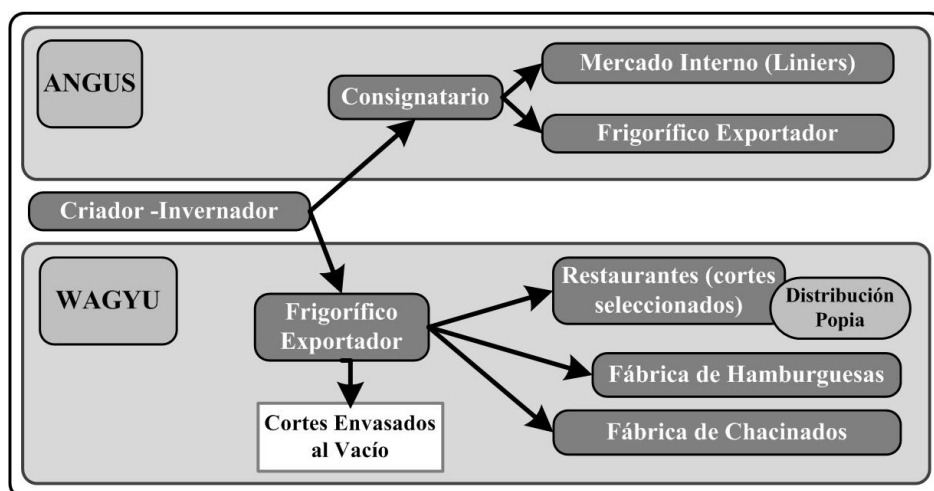 ANGUS
Mercado Interno (Liniers)
Consignatario
Frigorífico Exportador
Criador -Invernador
WAGYU
Restaurantes (cortes
seleccionados)
Distribución
Popia
Frigorífico
Exportador
Fábrica de Hamburguesas
Cortes Envasados
al Vacío
Fábrica de Chacinados